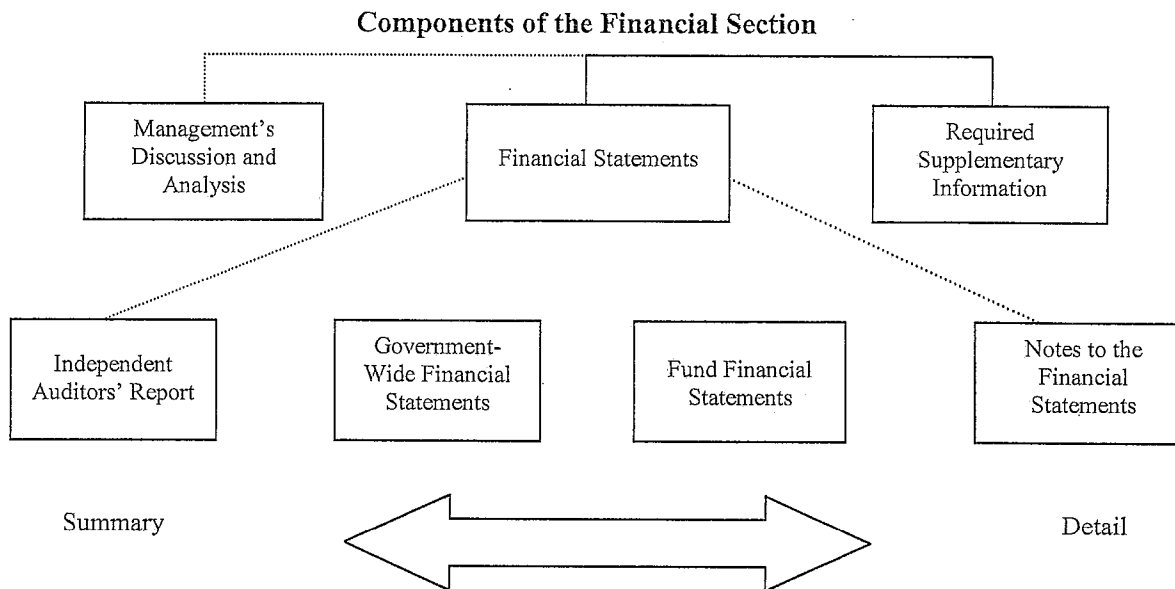 Components of the Financial Section
Management's
Discussion and
Analysis
Financial Statements
Required
Supplementary
Information
Independent
Auditors' Report
Government-
Wide Financial
Statements
Fund Financial
Statements
Notes to the
Financial
Statements
Summary
Detail